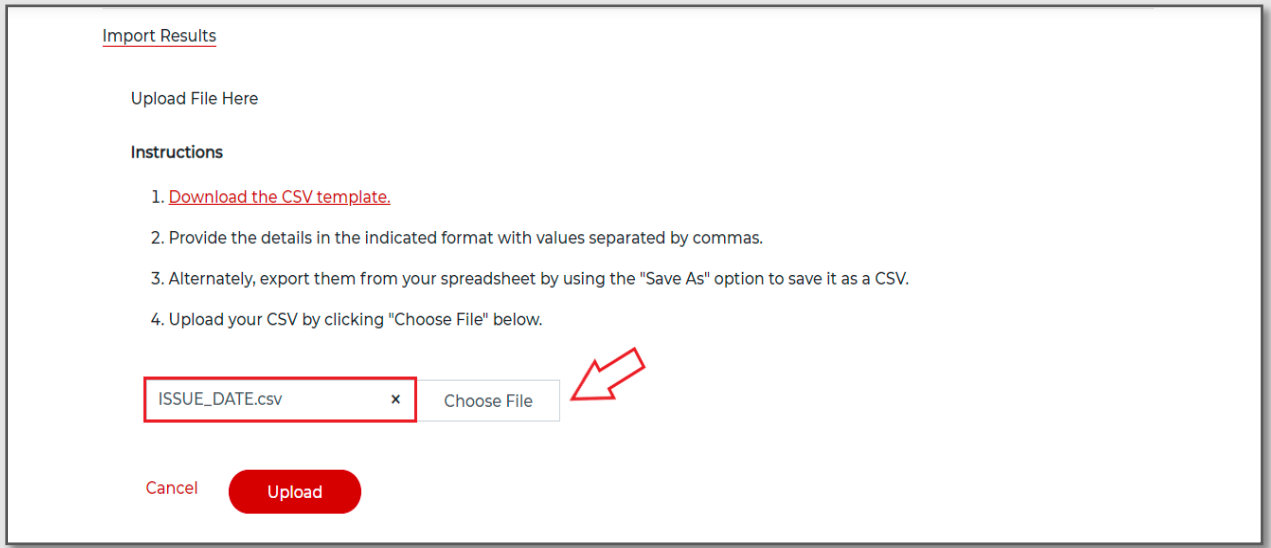 Import Results
Upload File Here
Instructions
1. Download the CSV template.
2. Provide the details in the indicated format with values separated by commas.
3. Alternately, export them from your spreadsheet by using the "Save As" option to save it as a CSV.
4. Upload your CSV by clicking "Choose File" below.
ISSUE_DATE.csv × Choose File
Cancel Upload